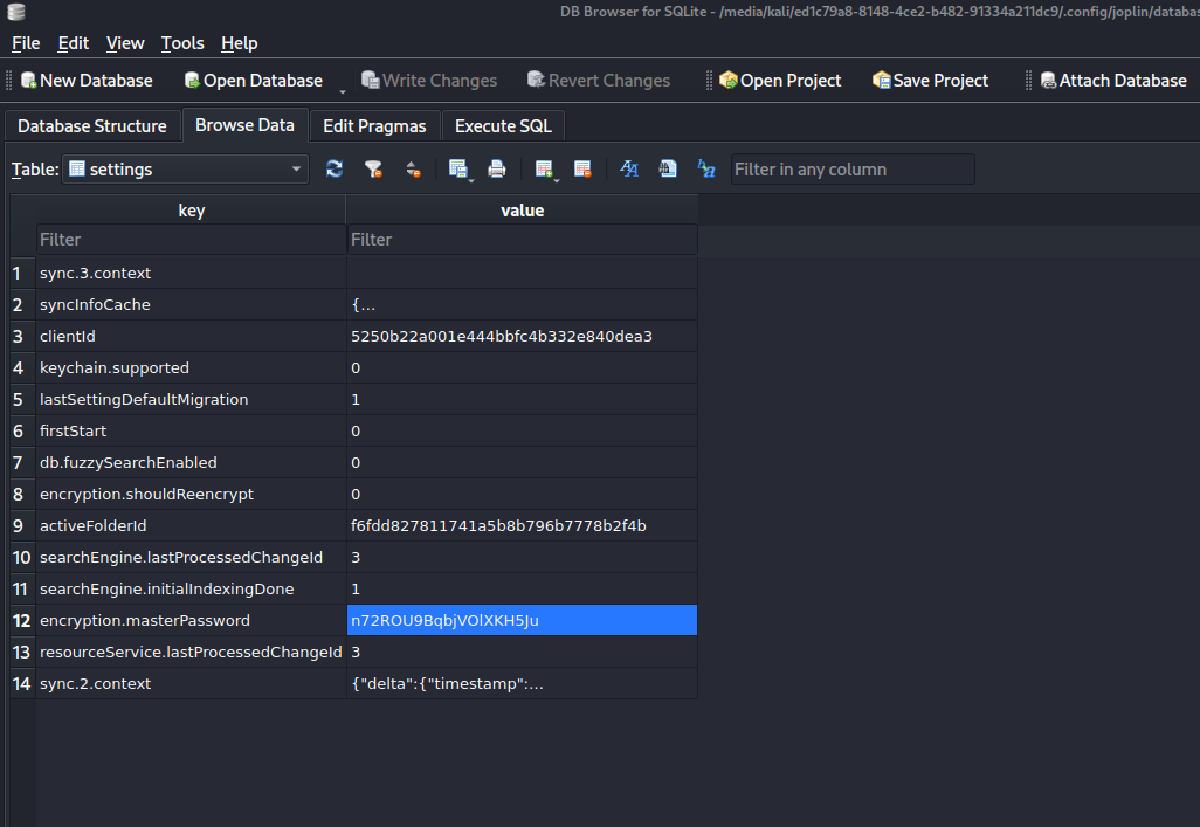 DB Browser for SQLite - /media/kali/ed1c79a8-8148-4ce2-b482-91334a211dc9/.config/joplin/databas
File Edit View Tools Help
New Database Open Database Write Changes Revert Changes Open Project Save Project Attach Database
Database Structure Browse Data Edit Pragmas Execute SQL
Table: settings Filter in any column
key value
Filter Filter
1 sync.3.context
2 syncInfoCache {...
3 clientId 5250b22a001e444bbfc4b332e840dea3
4 keychain.supported 0
5 lastSettingDefaultMigration 1
6 firstStart 0
7 db.fuzzySearchEnabled 0
8 encryption.shouldReencrypt 0
9 activeFolderId f6fdd827811741a5b8b796b7778b2f4b
10 searchEngine.lastProcessedChangeId 3
11 searchEngine.initialIndexingDone 1
12 encryption.masterPassword n72ROU9BqbjVOlXKH5Ju
13 resourceService.lastProcessedChangeId 3
14 sync.2.context {"delta":{"timestamp":...